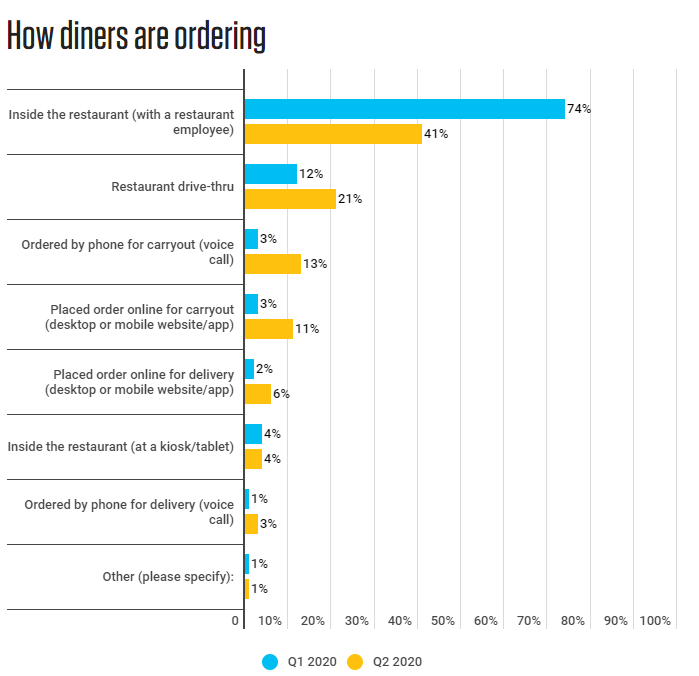 How diners are ordering
Inside the restaurant (with a restaurant
employee)
74%
41%
Restaurant drive-thru
12%
21%
Ordered by phone for carryout (voice
call)
3%
13%
Placed order online for carryout
(desktop or mobile website/app)
3%
11%
Placed order online for delivery
(desktop or mobile website/app)
2%
6%
Inside the restaurant (at a kiosk/tablet)
4%
4%
Ordered by phone for delivery (voice
call)
1%
3%
Other (please specify):
1%
1%
0 10% 20% 30% 40% 50% 60% 70% 80% 90% 100%
Q1 2020 Q2 2020